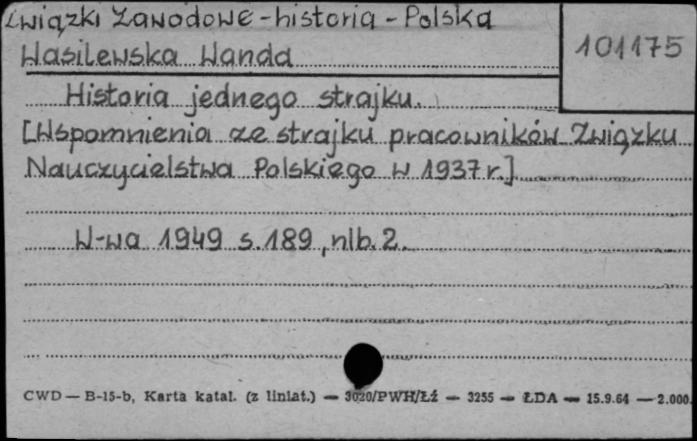 Związki Zawodowe - historia - Polska
Wasilewska Wanda
101175
Historia jednego strajku.
[Wspomnienia ze strajku pracowników Związku
Nauczycielstwa Polskiego w 1937 r.]
W-wa 1949 s. 189, nlb. 2.
CWD — B-15-b, Karta katal. (z liniat.) — 3020/PWH/Łź — 3255 — ŁDA — 15.9.64 — 2.000.